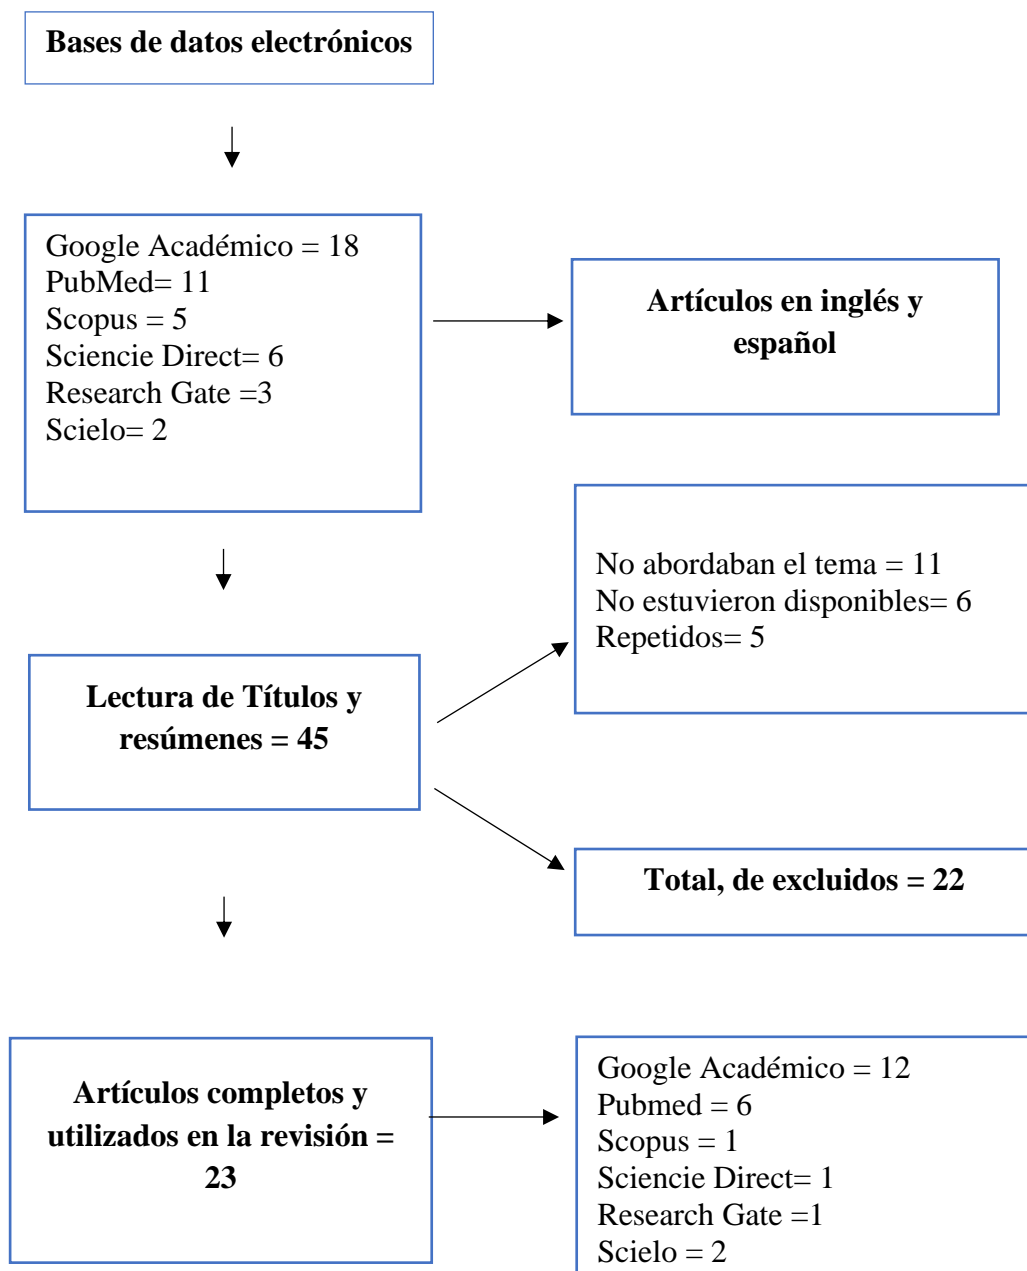 Bases de datos electrónicos
Google Académico = 18
PubMed= 11
Scopus = 5
Sciencie Direct= 6
Research Gate =3
Scielo= 2
Artículos en inglés y
español
No abordaban el tema = 11
No estuvieron disponibles= 6
Repetidos= 5
Lectura de Títulos y
resúmenes = 45
Total, de excluidos = 22
Artículos completos y
utilizados en la revisión =
23
Google Académico = 12
Pubmed = 6
Scopus = 1
Sciencie Direct= 1
Research Gate =1
Scielo = 2